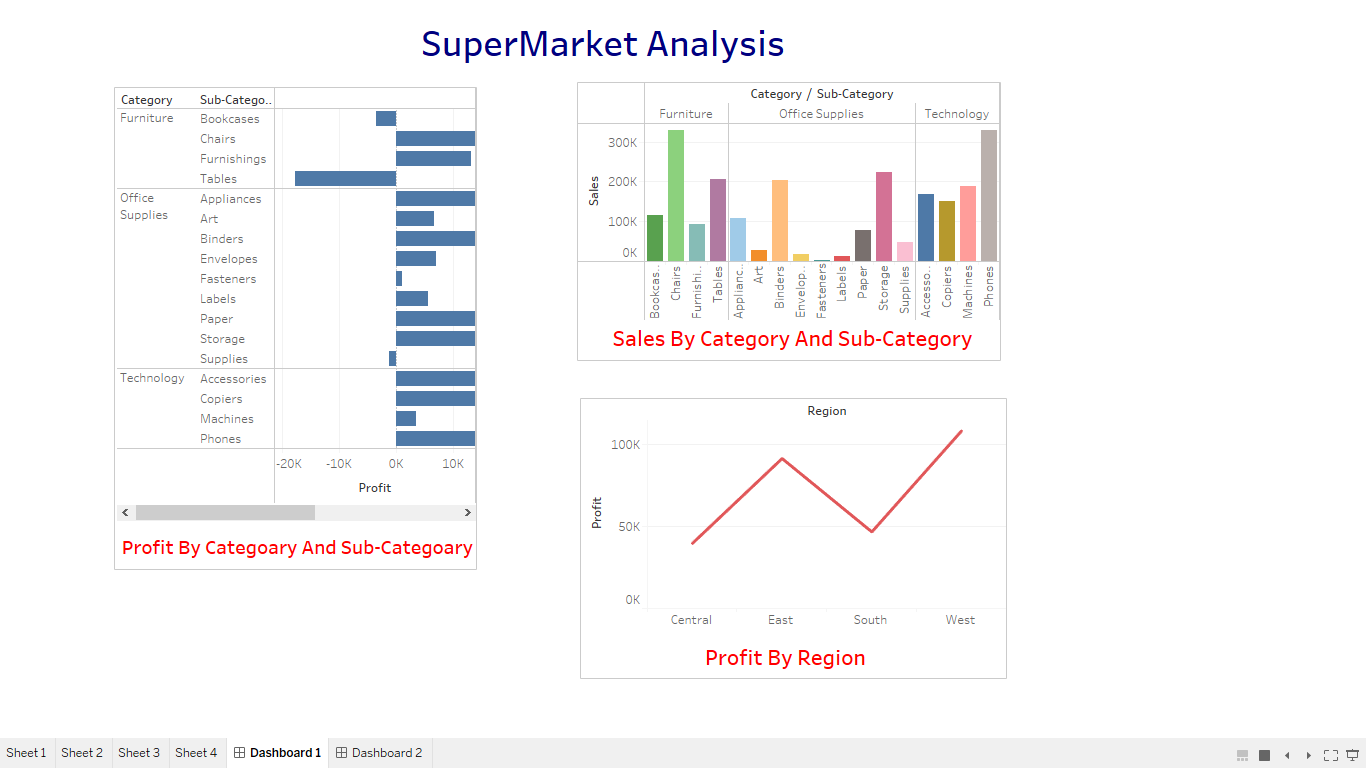 SuperMarket Analysis
Category Sub-Catego..
Furniture Bookcases
Chairs
Furnishings
Tables
Office Supplies Appliances
Art
Binders
Envelopes
Fasteners
Labels
Paper
Storage
Supplies
Technology Accessories
Copiers
Machines
Phones
-20K -10K 0K 10K
Profit
Profit By Categoary And Sub-Categoary
Category / Sub-Category
Furniture Office Supplies Technology
Sales
300K
200K
100K
0K
Bookcas.. Chairs Furnishi.. Tables Applianc.. Art Binders Envelop.. Fasteners Labels Paper Storage Supplies Accesso.. Copiers Machines Phones
Sales By Category And Sub-Category
Region
Profit
100K
50K
0K
Central East South West
Profit By Region
Sheet 1 Sheet 2 Sheet 3 Sheet 4 Dashboard 1 Dashboard 2